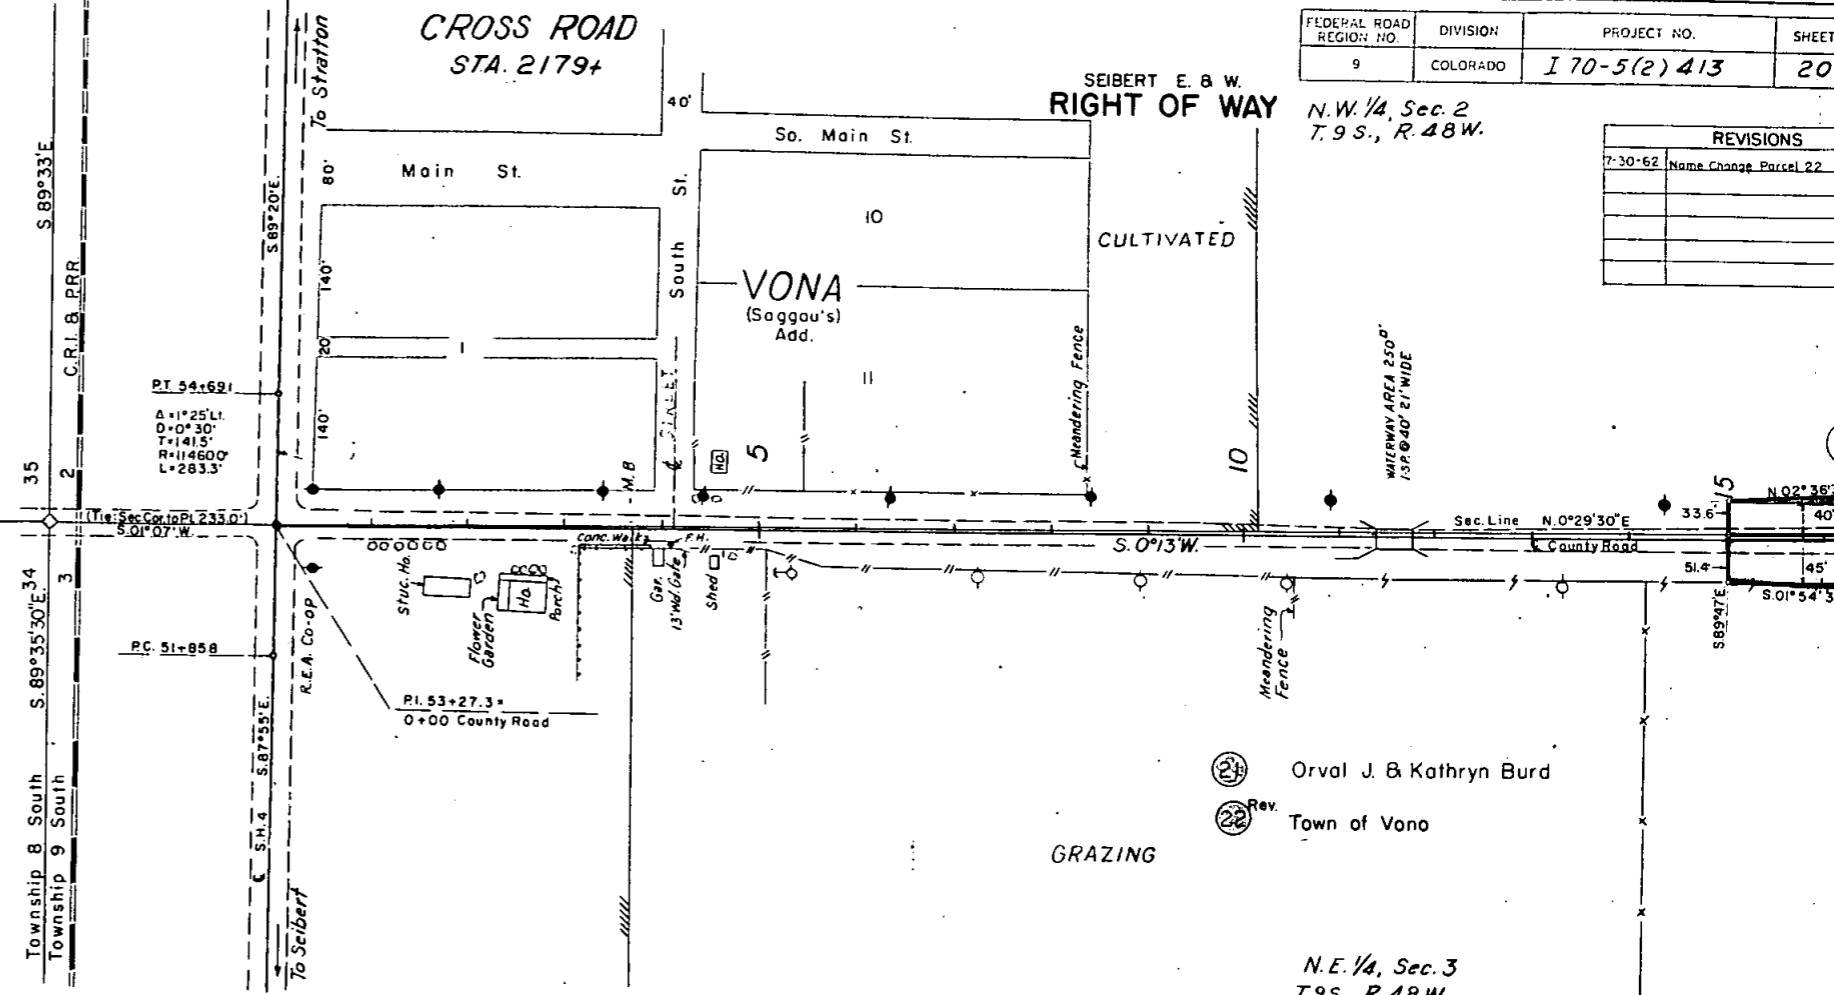 CROSS ROAD
STA. 2179+
SEIBERT E. & W.
RIGHT OF WAY
FEDERAL ROAD REGION NO.
DIVISION
PROJECT NO.
SHEET
9
COLORADO
I 70-5(2) 413
20
N.W. 1/4, Sec. 2
T. 9 S., R. 48 W.
REVISIONS
7-30-62 Name Change Parcel 22
To Stratton
S. 89°33'E.
C.R.I. & P.R.R.
S. 89°20'E.
40'
So. Main St.
Main St.
80'
South St.
10
CULTIVATED
140'
VONA
(Saggau's)
Add.
20'
1
11
140'
STREET
Meandering Fence
WATERWAY AREA 250□'
1-SP. @ 40' 21' WIDE
P.T. 54+69.1
Δ=1°25'Lt.
D=0°30'
T=141.5'
R=11460.0'
L=283.3'
35
2
M.B.
HO.
5
10
15
N. 02°36'
33.6'
40'
(Tie: Sec Cor. to P.I. 233.0')
S. 01°07' W.
Conc. Walk
F.H.
S. 0°13'W.
Sec. Line N. 0°29'30"E
County Road
51.4'
45'
S. 01°54'3
S. 89°47'E.
34
3
S. 89°35'30"E.
R.E.A. Co-op
Stuc. Ho.
Flower Garden
Ho.
Porch
Gar.
13' Wd. Gate
Shed
Meandering Fence
P.C. 51+85.8
P.I. 53+27.3 =
0+00 County Road
S. 87°55'E.
℄ S.H. 4
Township 8 South
Township 9 South
To Seibert
21 Orval J. & Kathryn Burd
22 Rev. Town of Vona
GRAZING
N.E. 1/4, Sec. 3
T. 9 S., R. 48 W.